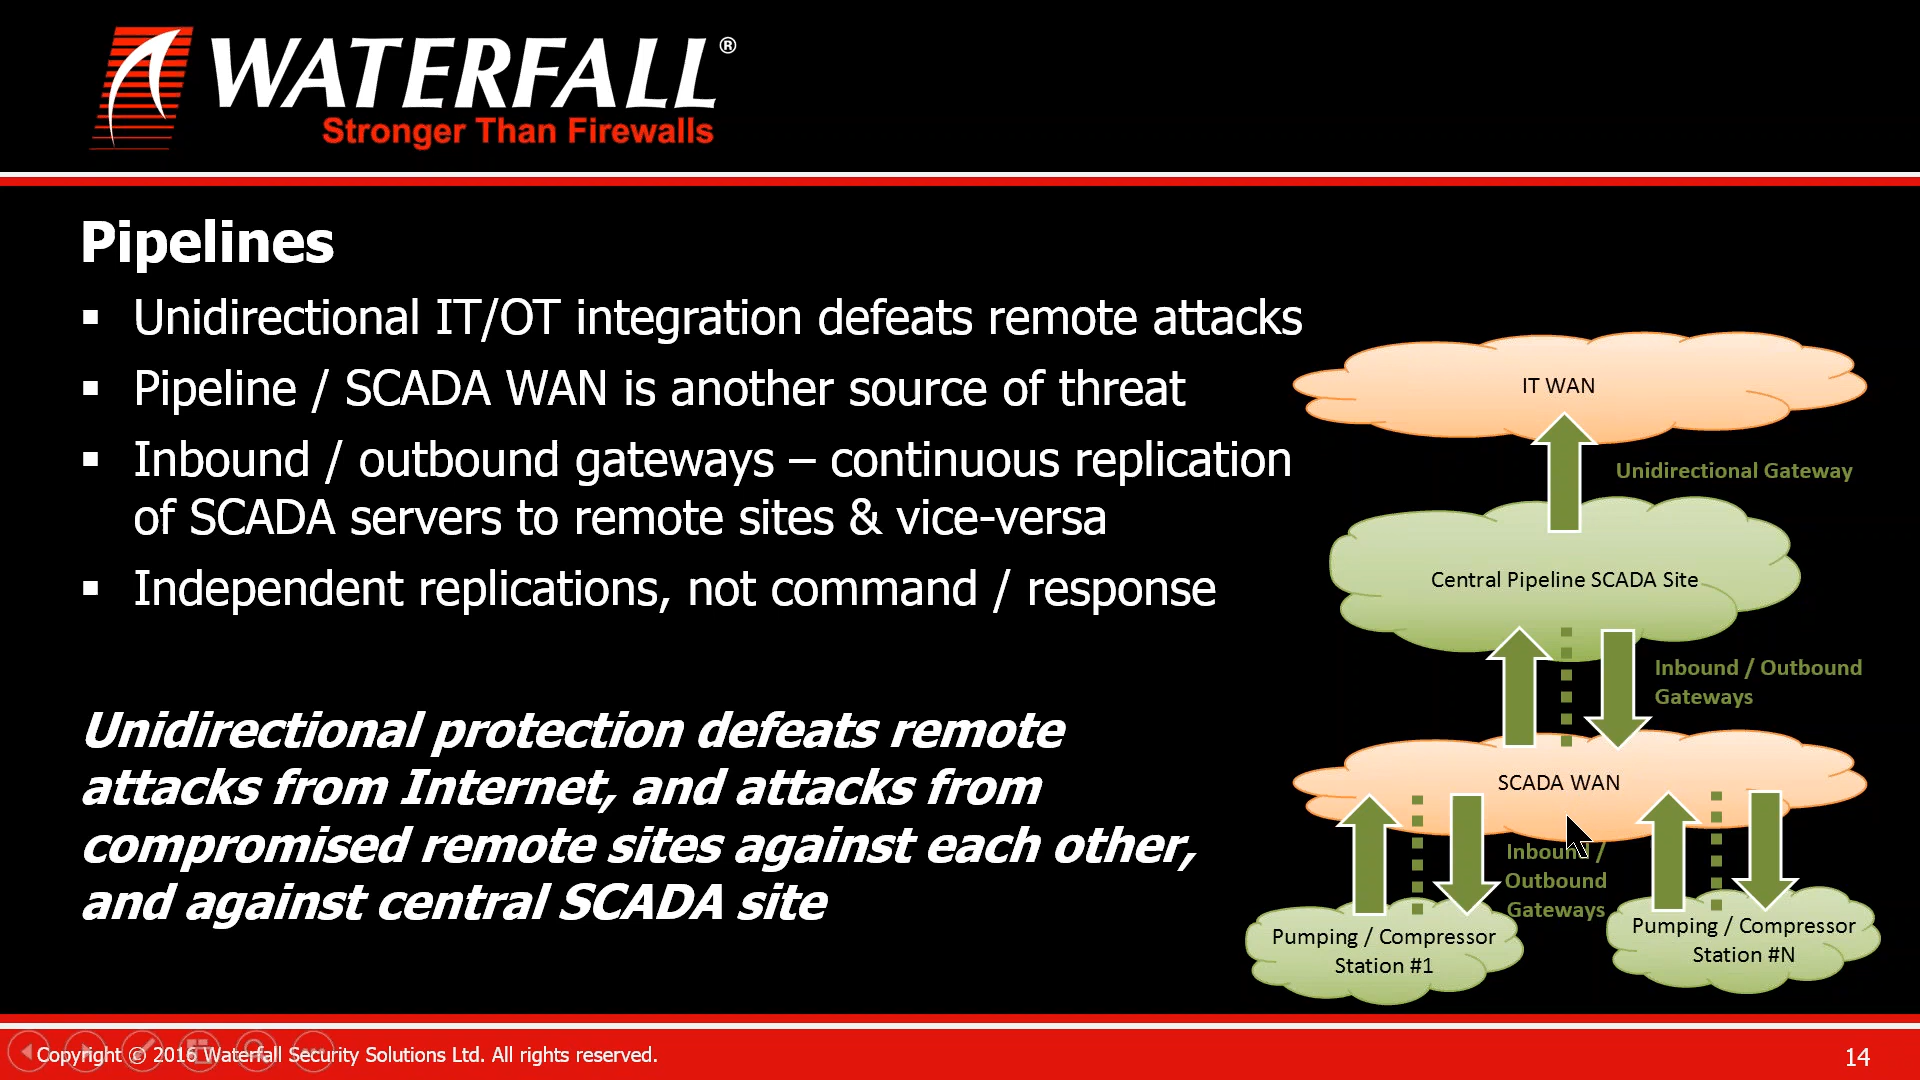 WATERFALL®
Stronger Than Firewalls
Pipelines
▪ Unidirectional IT/OT integration defeats remote attacks
▪ Pipeline / SCADA WAN is another source of threat
▪ Inbound / outbound gateways – continuous replication
of SCADA servers to remote sites & vice-versa
▪ Independent replications, not command / response
Unidirectional protection defeats remote
attacks from Internet, and attacks from
compromised remote sites against each other,
and against central SCADA site
IT WAN
Unidirectional Gateway
Central Pipeline SCADA Site
Inbound / Outbound
Gateways
SCADA WAN
Inbound /
Outbound
Gateways
Pumping / Compressor
Station #1
Pumping / Compressor
Station #N
Copyright © 2016 Waterfall Security Solutions Ltd. All rights reserved.
14